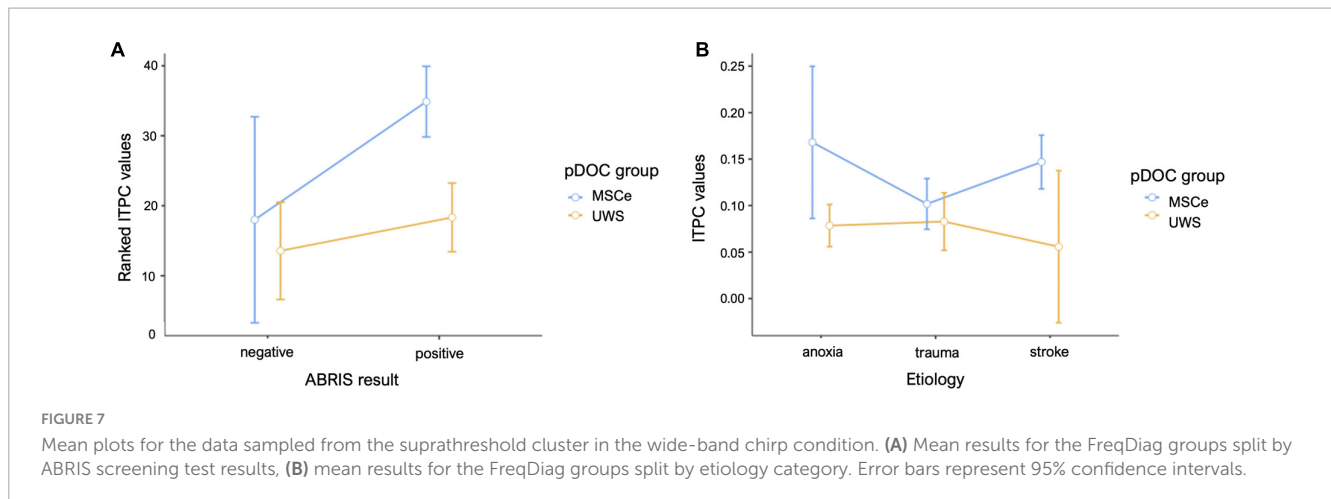 A
40
30
20
10
0
Ranked ITPC values
negative
positive
ABRIS result
pDOC group
MSCe
UWS
B
0.25
0.20
0.15
0.10
0.05
0.00
ITPC values
anoxia
trauma
stroke
Etiology
pDOC group
MSCe
UWS
FIGURE 7
Mean plots for the data sampled from the suprathreshold cluster in the wide-band chirp condition. (A) Mean results for the FreqDiag groups split by
ABRIS screening test results, (B) mean results for the FreqDiag groups split by etiology category. Error bars represent 95% confidence intervals.